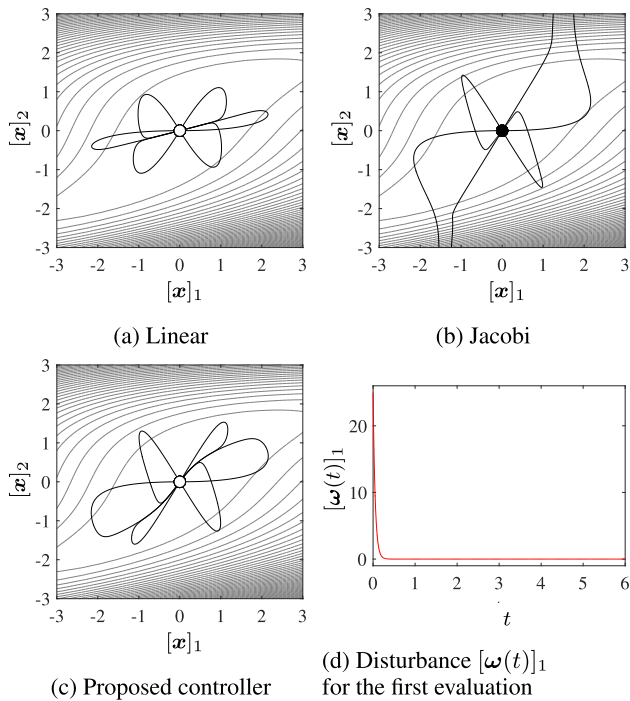 3
2
1
0
-1
-2
-3
[x]2
-3 -2 -1 0 1 2 3
[x]1
(a) Linear
3
2
1
0
-1
-2
-3
[x]2
-3 -2 -1 0 1 2 3
[x]1
(b) Jacobi
3
2
1
0
-1
-2
-3
[x]2
-3 -2 -1 0 1 2 3
[x]1
(c) Proposed controller
20
10
0
[ω(t)]1
0 1 2 3 4 5 6
t
(d) Disturbance [ω(t)]1
for the first evaluation